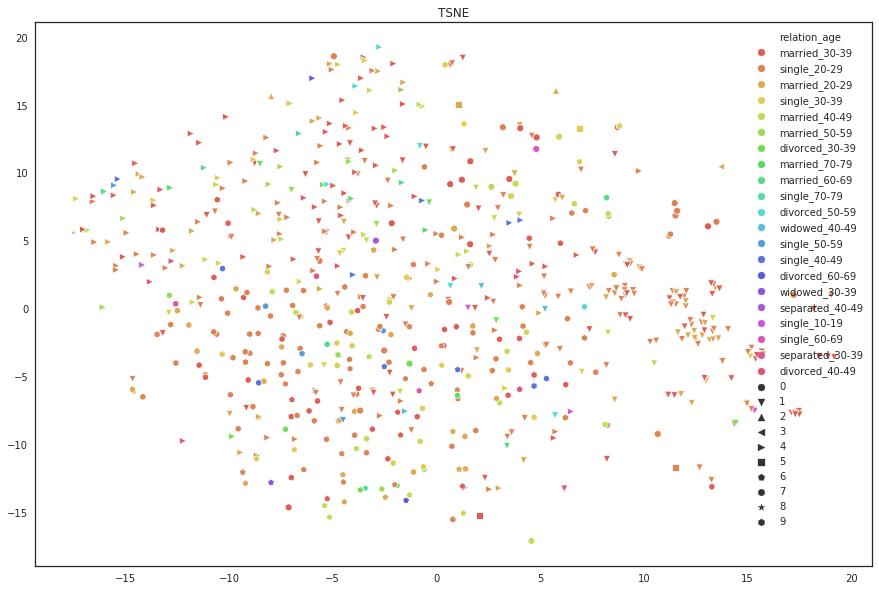 TSNE
20
15
10
5
0
−5
−10
−15
−15
−10
−5
0
5
10
15
20
relation_age
married_30-39
single_20-29
married_20-29
single_30-39
married_40-49
married_50-59
divorced_30-39
married_70-79
married_60-69
single_70-79
divorced_50-59
widowed_40-49
single_50-59
single_40-49
divorced_60-69
widowed_30-39
separated_40-49
single_10-19
single_60-69
separated_30-39
divorced_40-49
0
1
2
3
4
5
6
7
8
9